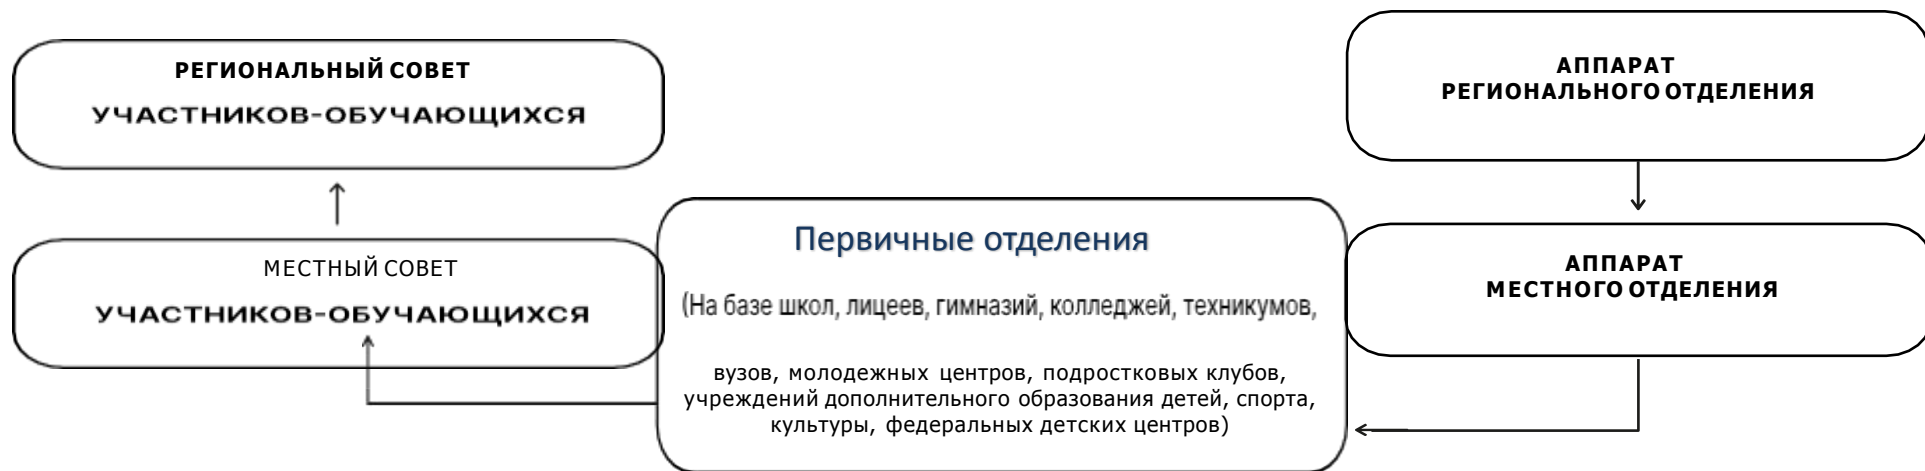 РЕГИОНАЛЬНЫЙ СОВЕТ
УЧАСТНИКОВ-ОБУЧАЮЩИХСЯ
МЕСТНЫЙ СОВЕТ
УЧАСТНИКОВ-ОБУЧАЮЩИХСЯ
Первичные отделения
(На базе школ, лицеев, гимназий, колледжей, техникумов,
вузов, молодежных центров, подростковых клубов,
учреждений дополнительного образования детей, спорта,
культуры, федеральных детских центров)
АППАРАТ
РЕГИОНАЛЬНОГО ОТДЕЛЕНИЯ
АППАРАТ
МЕСТНОГО ОТДЕЛЕНИЯ